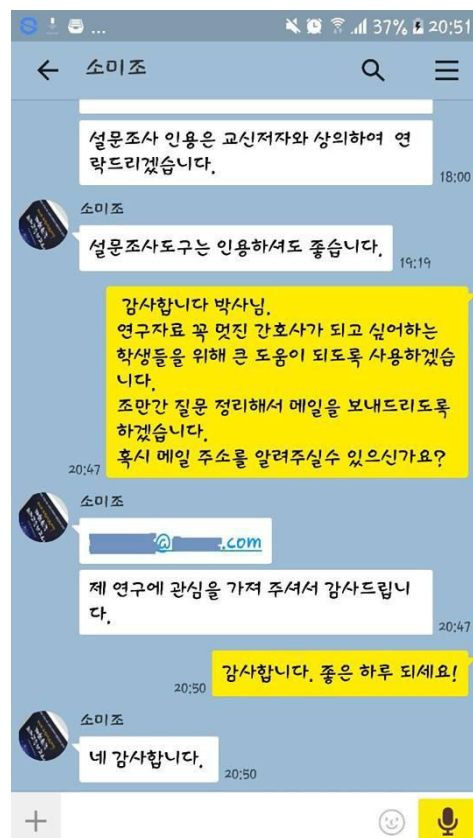 37% 20:51
소미조
설문조사 인용은 교신저자와 상의하여 연
락드리겠습니다.
18:00
소미조
설문조사도구는 인용하셔도 좋습니다.
19:19
감사합니다 박사님.
연구자료 꼭 멋진 간호사가 되고 싶어하는
학생들을 위해 큰 도움이 되도록 사용하겠습
니다.
조만간 질문 정리해서 메일을 보내드리도록
하겠습니다.
혹시 메일 주소를 알려주실수 있으신가요?
20:47
소미조
@ .com
제 연구에 관심을 가져 주셔서 감사드립니
다.
20:47
감사합니다. 좋은 하루 되세요!
20:50
소미조
네 감사합니다.
20:50